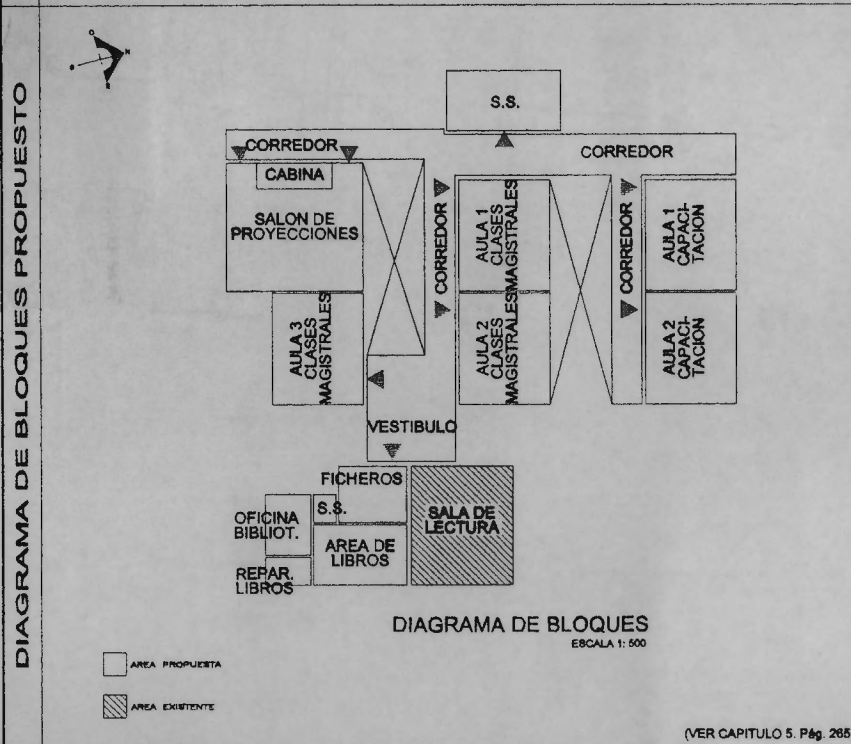 DIAGRAMA DE BLOQUES PROPUESTO
O
N
S
E
S.S.
CORREDOR
CORREDOR
CABINA
SALON DE
PROYECCIONES
CORREDOR
AULA 1
CLASES
MAGISTRALES
CORREDOR
AULA 1
CAPACI-
TACION
AULA 3
CLASES
MAGISTRALES
AULA 2
CLASES
MAGISTRALES
AULA 2
CAPACI-
TACION
VESTIBULO
FICHEROS
S.S.
OFICINA
BIBLIOT.
SALA DE
LECTURA
AREA DE
LIBROS
REPAR.
LIBROS
DIAGRAMA DE BLOQUES
ESCALA 1: 500
AREA PROPUESTA
AREA EXISTENTE
(VER CAPITULO 5. Pág. 265